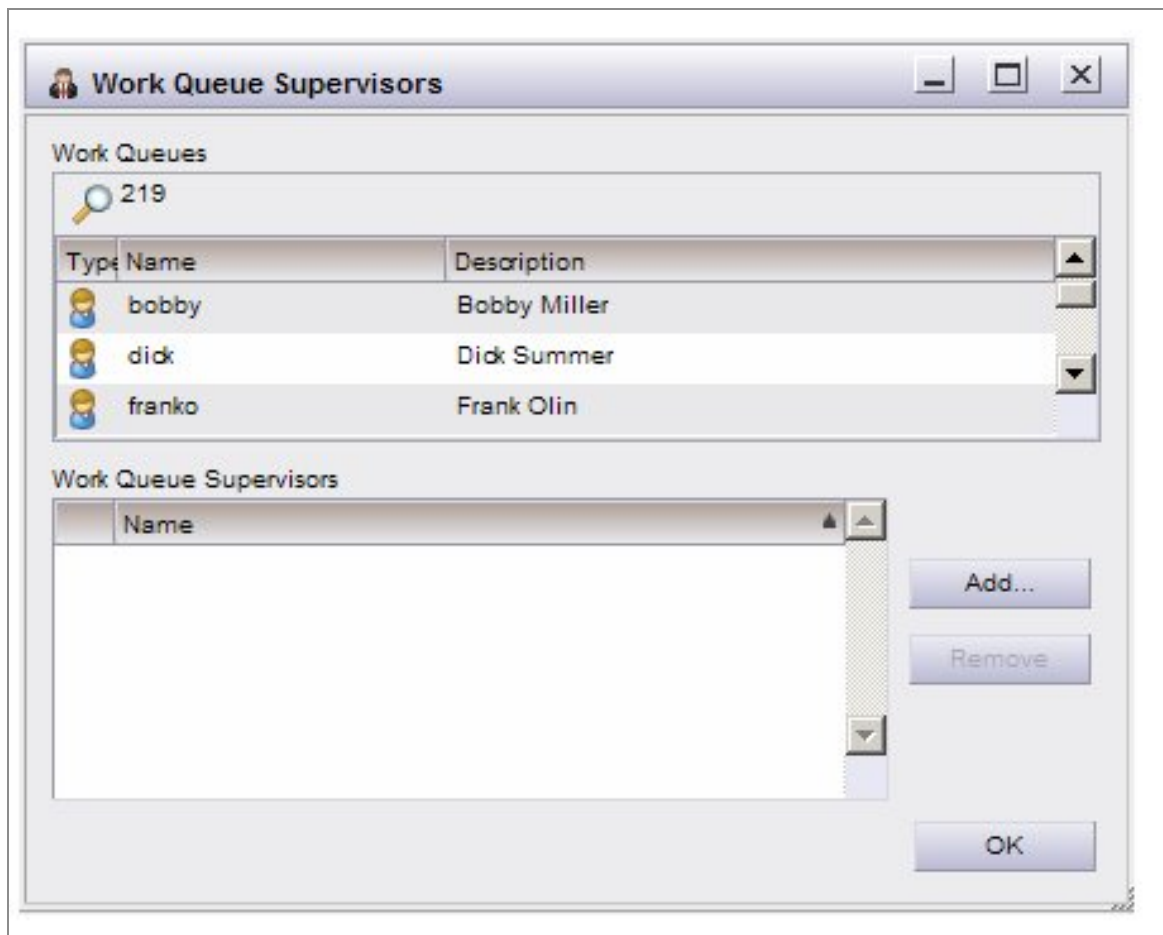 Work Queue Supervisors
Work Queues
219
Type Name Description
bobby Bobby Miller
dick Dick Summer
franko Frank Olin
Work Queue Supervisors
Name
Add...
Remove
OK